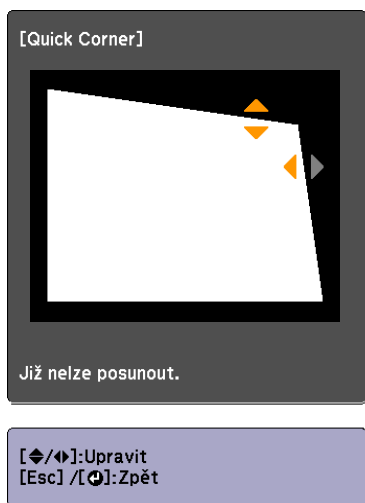 [Quick Corner]
Již nelze posunout.
[◆/◆]:Upravit
[Esc] /[↵]:Zpět